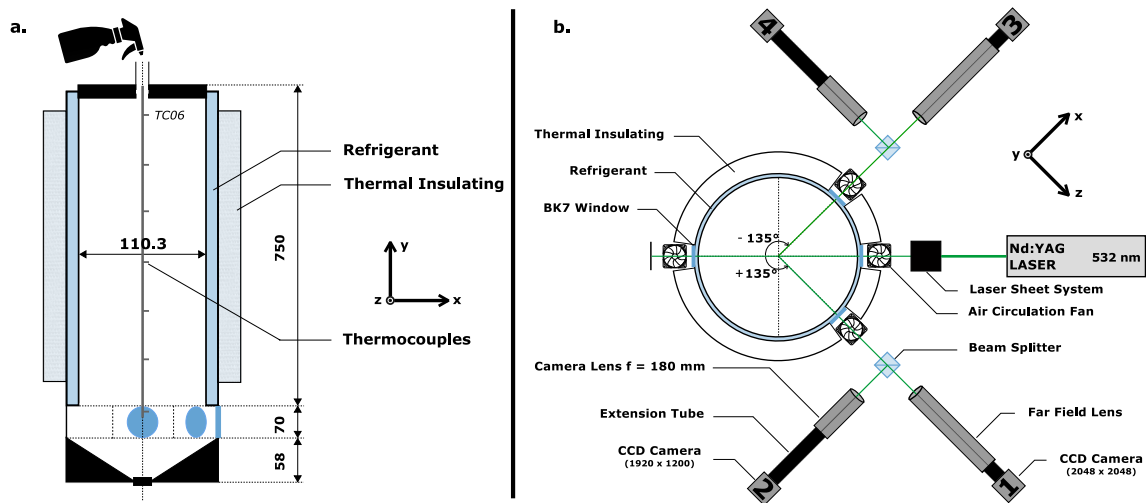 a.
TC06
Refrigerant
Thermal Insulating
110.3
750
y
z
x
Thermocouples
70
58
b.
4
3
Thermal Insulating
x
y
z
Refrigerant
BK7 Window
- 135°
+135°
Nd:YAG
LASER
532 nm
Laser Sheet System
Air Circulation Fan
Beam Splitter
Camera Lens f = 180 mm
Extension Tube
Far Field Lens
CCD Camera
(1920 x 1200)
2
1
CCD Camera
(2048 x 2048)